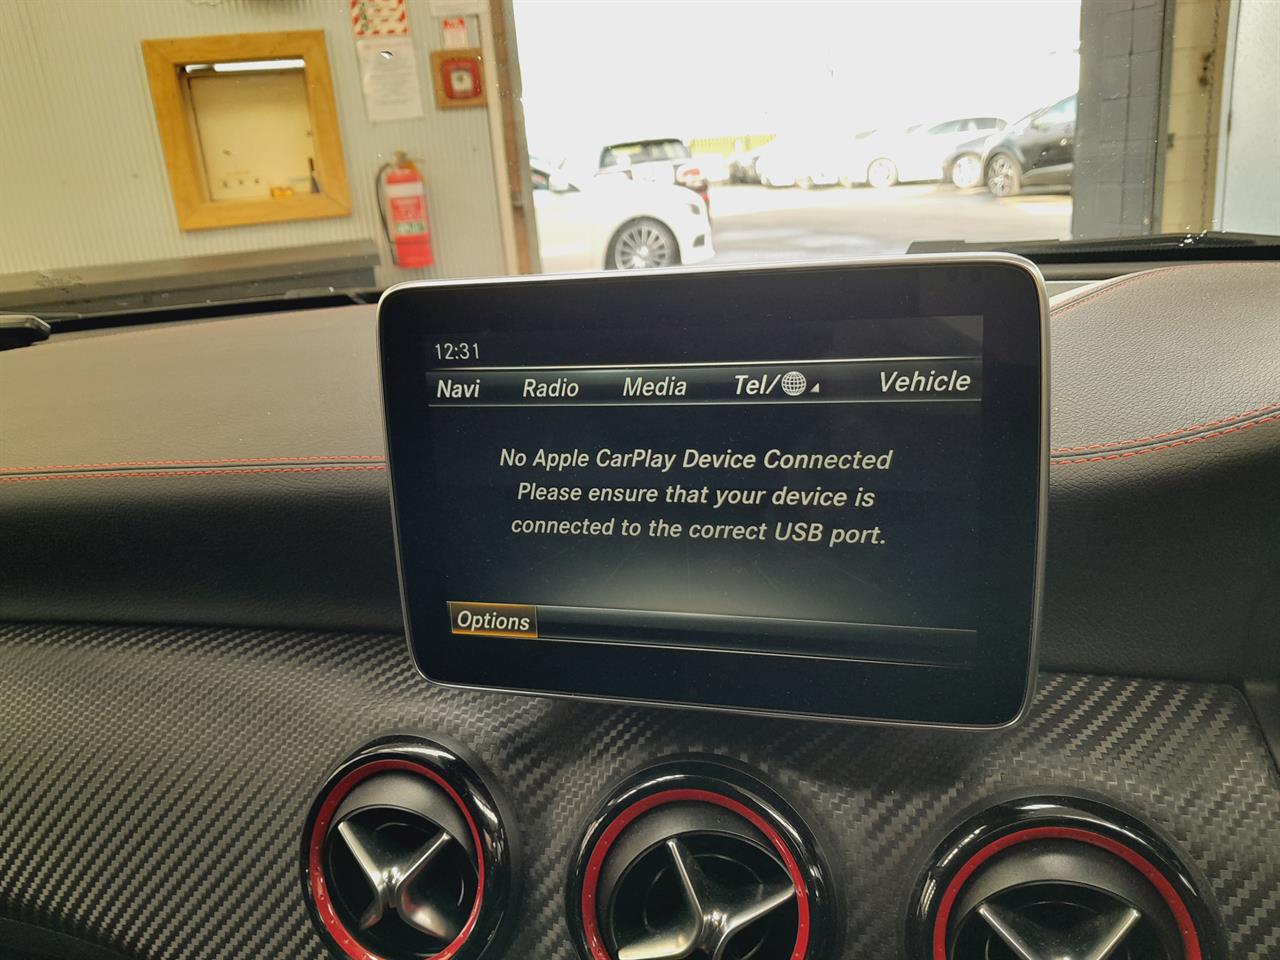 12:31
Navi Radio Media Tel/ Vehicle
No Apple CarPlay Device Connected
Please ensure that your device is
connected to the correct USB port.
Options